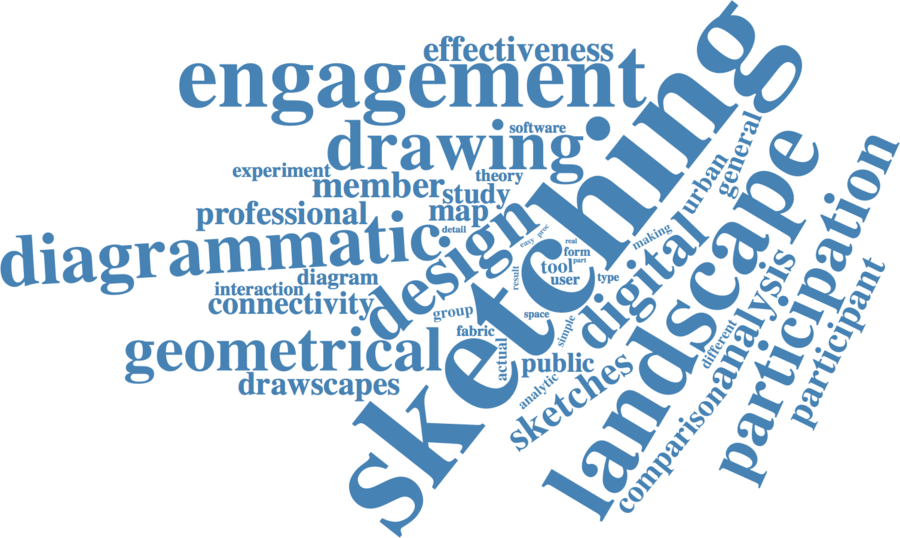 effectiveness
engagement
software
drawing
experiment
theory
member
study
professional
map
detail
diagrammatic
design
sketching
easy
proc
real
form
part
making
urban
general
diagram
interaction
connectivity
result
tool
user
type
digital
landscape
group
space
simple
fabric
geometrical
actual
public
drawscapes
analytic
sketches
different
comparison
analysis
participation
participant